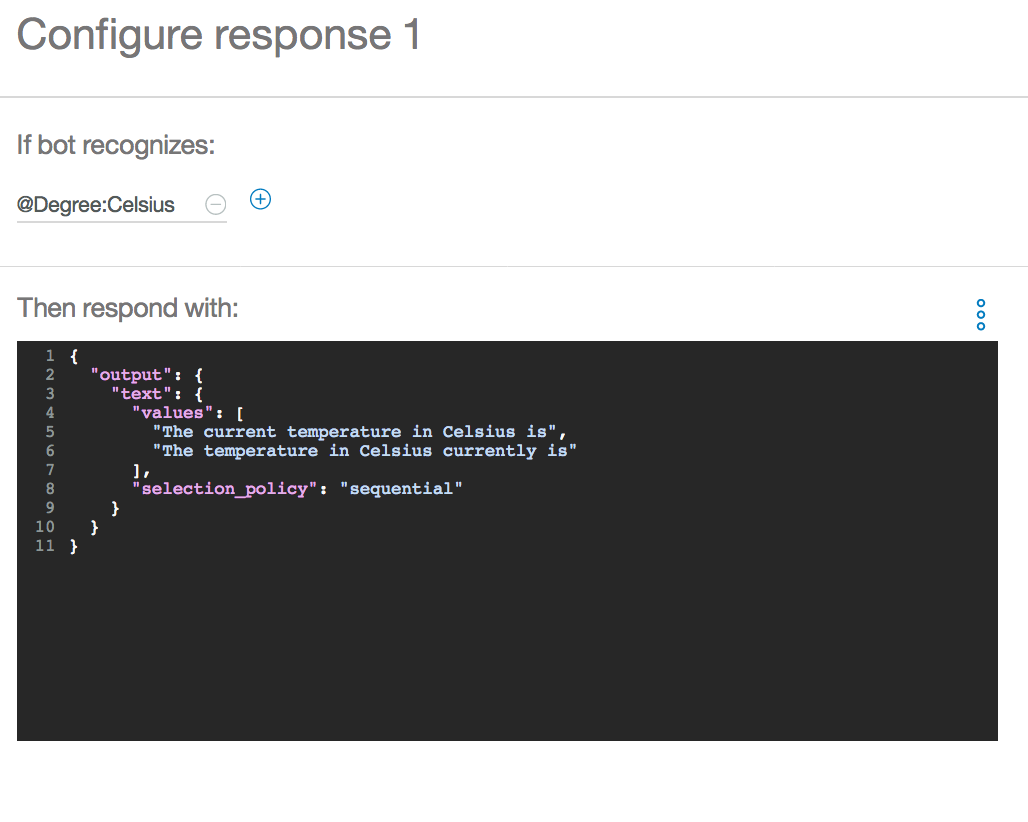 Configure response 1
If bot recognizes:
@Degree:Celsius
Then respond with:
1 {
2 "output": {
3 "text": {
4 "values": [
5 "The current temperature in Celsius is",
6 "The temperature in Celsius currently is"
7 ],
8 "selection_policy": "sequential"
9 }
10 }
11 }